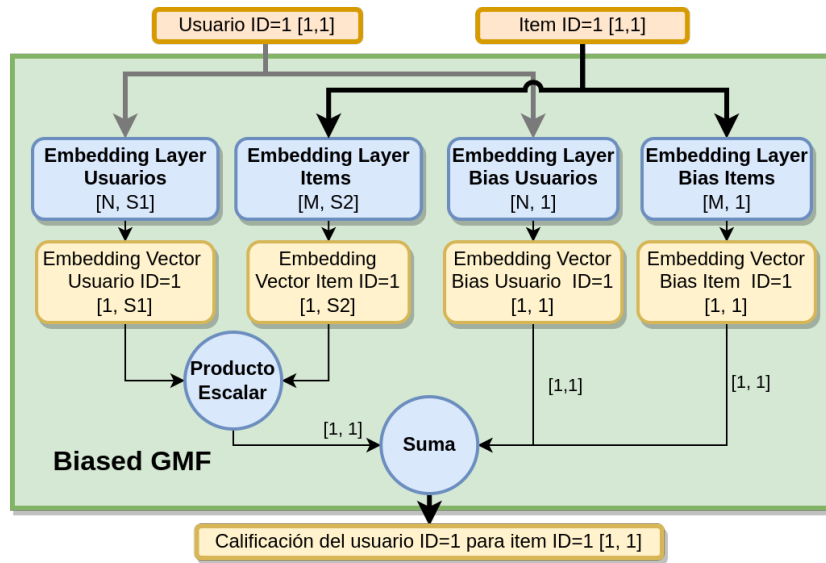 Usuario ID=1 [1,1]
Item ID=1 [1,1]
Embedding Layer
Usuarios
[N, S1]
Embedding Layer
Items
[M, S2]
Embedding Layer
Bias Usuarios
[N, 1]
Embedding Layer
Bias Items
[M, 1]
Embedding Vector
Usuario ID=1
[1, S1]
Embedding
Vector Item ID=1
[1, S2]
Embedding Vector
Bias Usuario ID=1
[1, 1]
Embedding Vector
Bias Item ID=1
[1, 1]
Producto
Escalar
[1,1]
[1, 1]
[1, 1]
Suma
Biased GMF
Calificación del usuario ID=1 para item ID=1 [1, 1]